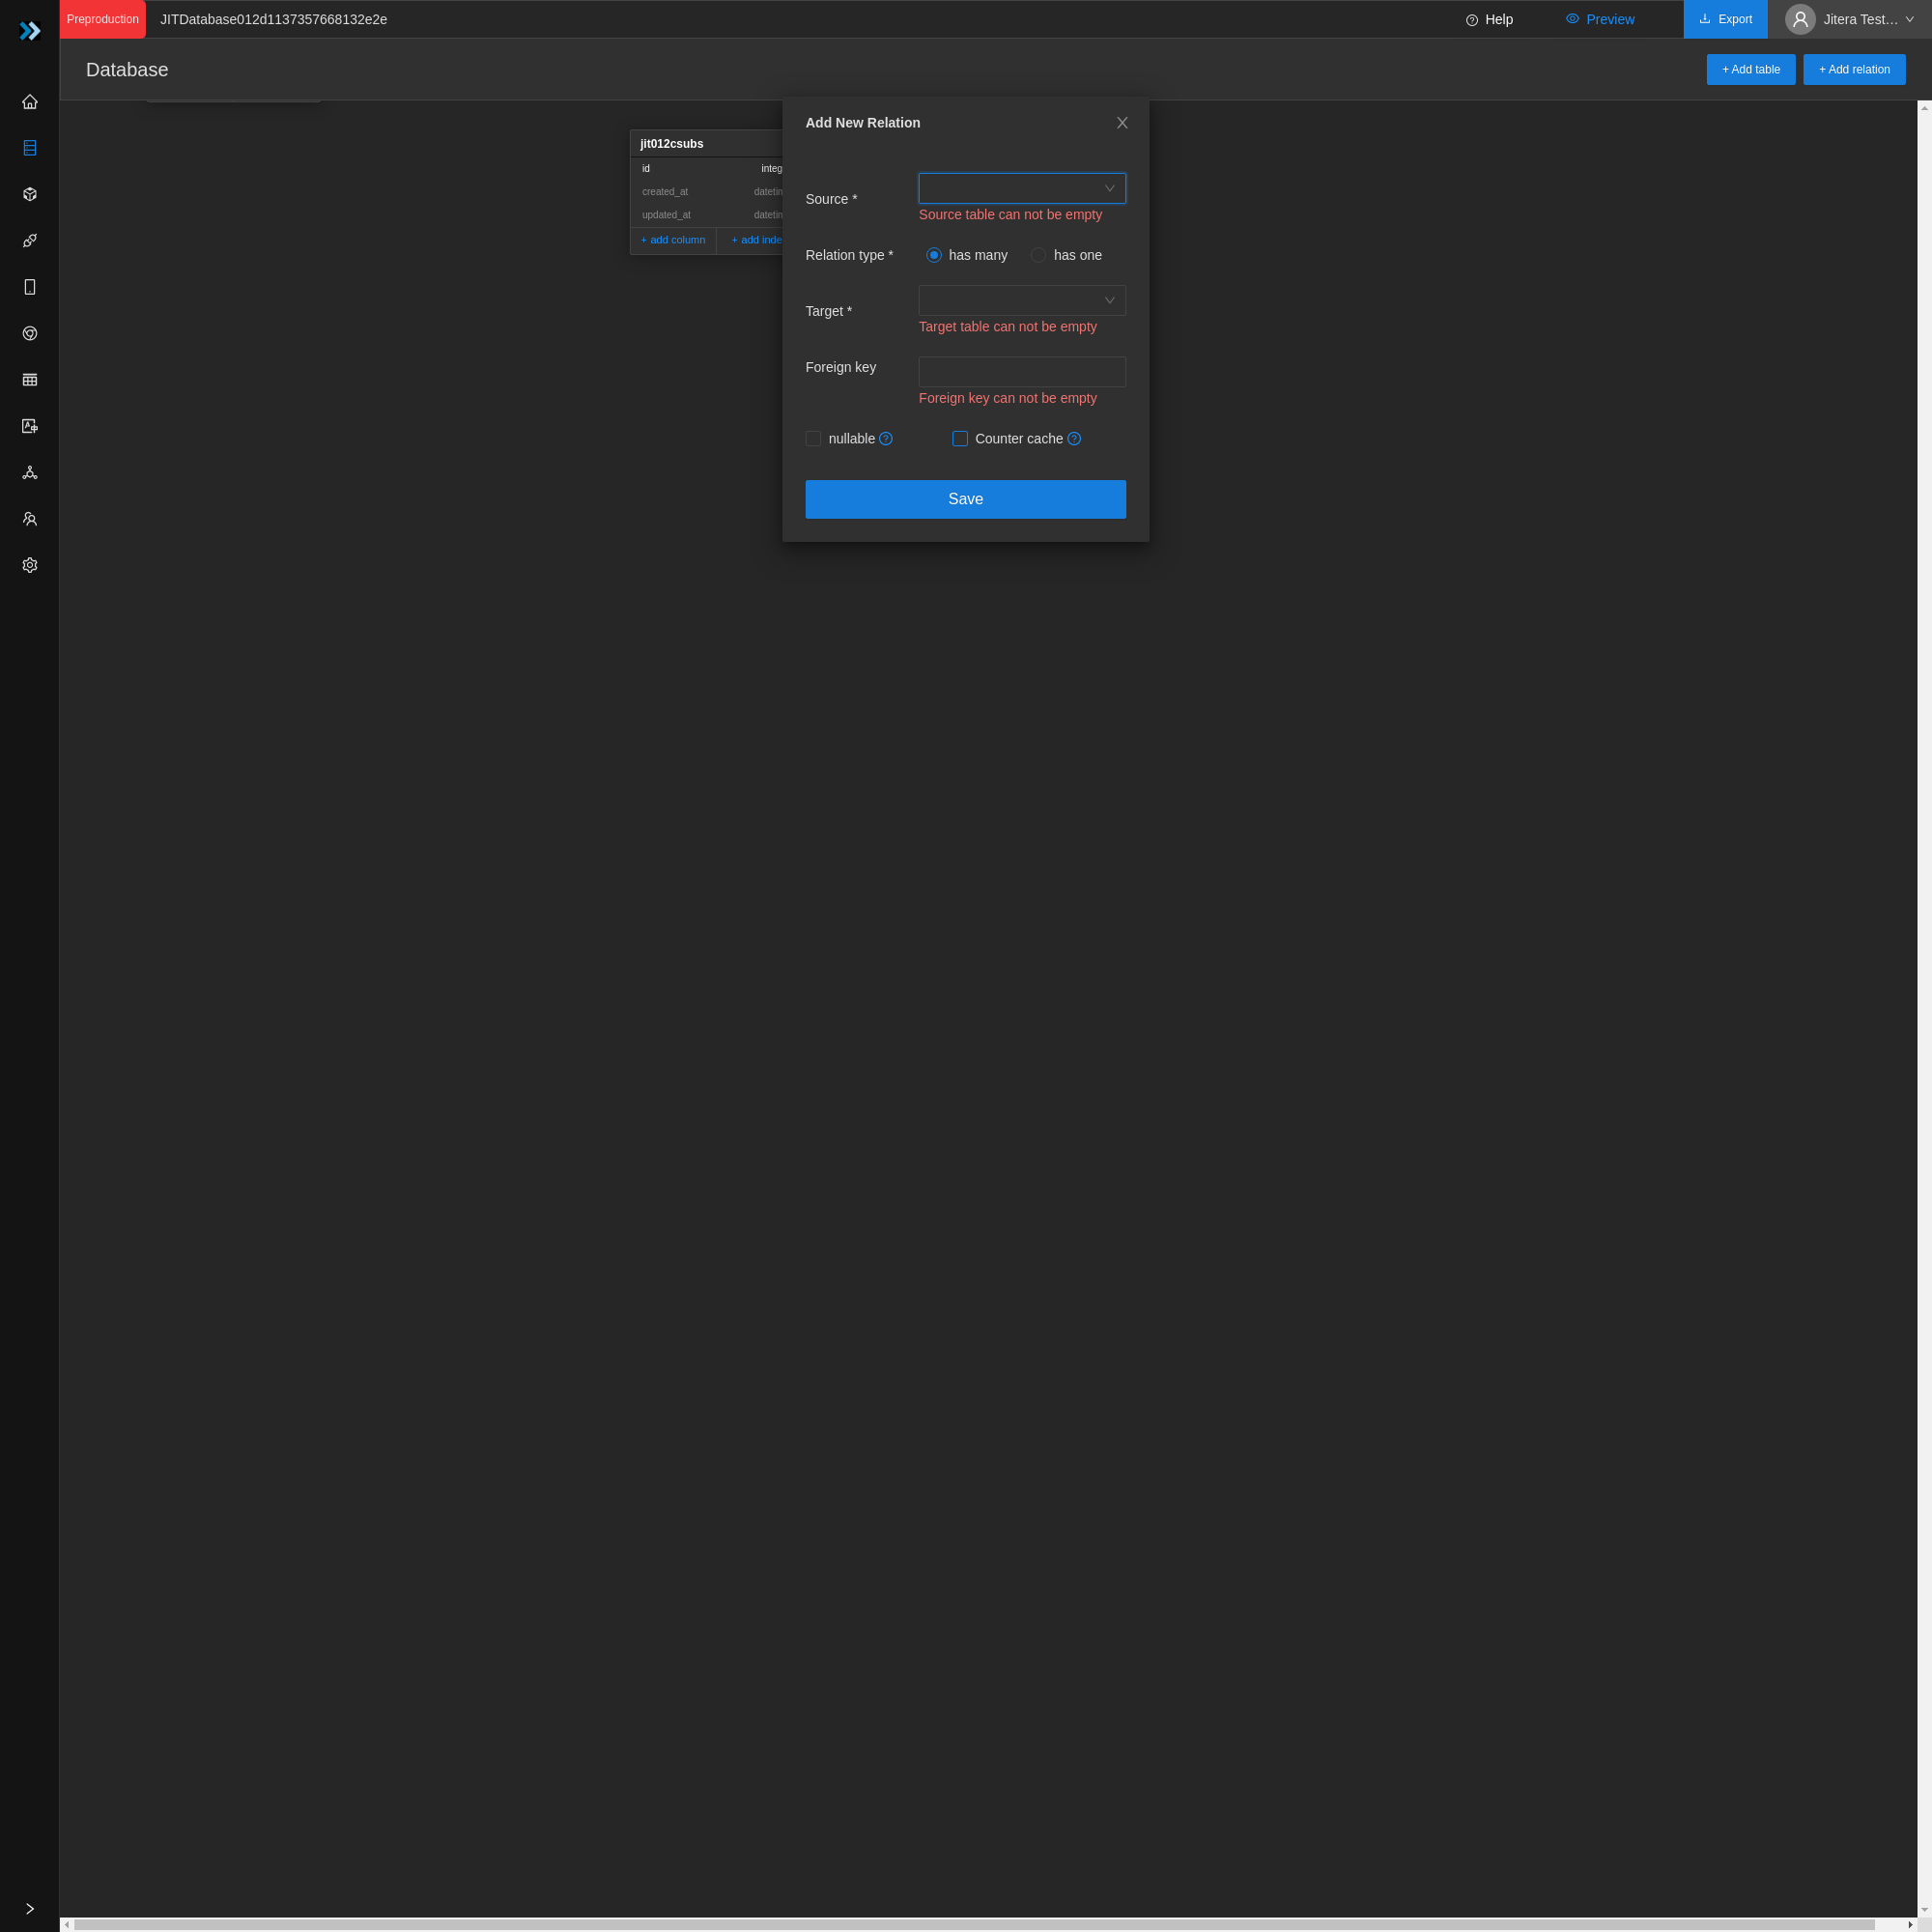 Preproduction JITDatabase012d1137357668132e2e Help Preview Export Jitera Test…
Database + Add table + Add relation
Add New Relation
jit012csubs
id integ
created_at datetin
updated_at datetin
+ add column + add inde
Source *
Source table can not be empty
Relation type * has many has one
Target *
Target table can not be empty
Foreign key
Foreign key can not be empty
nullable Counter cache
Save